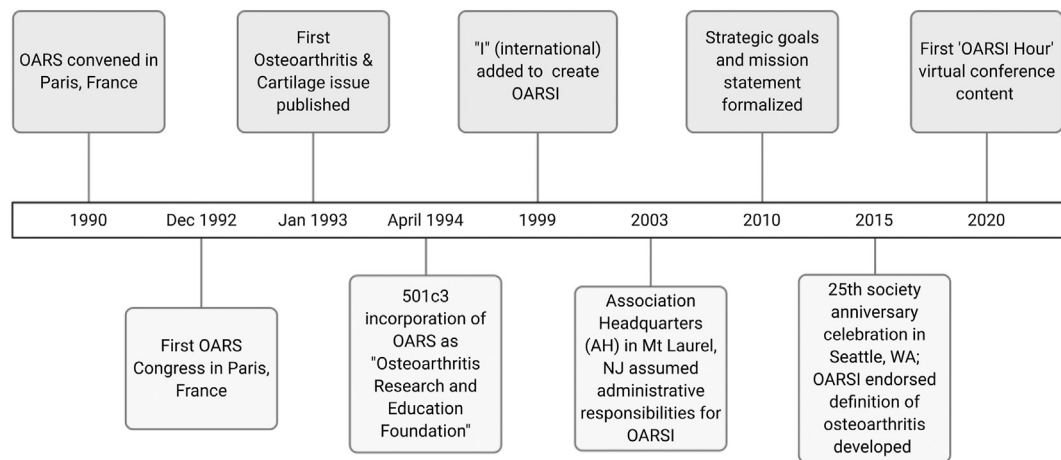 OARS convened in
Paris, France
First
Osteoarthritis &
Cartilage issue
published
"I" (international)
added to create
OARSI
Strategic goals
and mission
statement
formalized
First 'OARSI Hour'
virtual conference
content
1990
Dec 1992
Jan 1993
April 1994
1999
2003
2010
2015
2020
First OARS
Congress in Paris,
France
501c3
incorporation of
OARS as
"Osteoarthritis
Research and
Education
Foundation"
Association
Headquarters
(AH) in Mt Laurel,
NJ assumed
administrative
responsibilities for
OARSI
25th society
anniversary
celebration in
Seattle, WA;
OARSI endorsed
definition of
osteoarthritis
developed